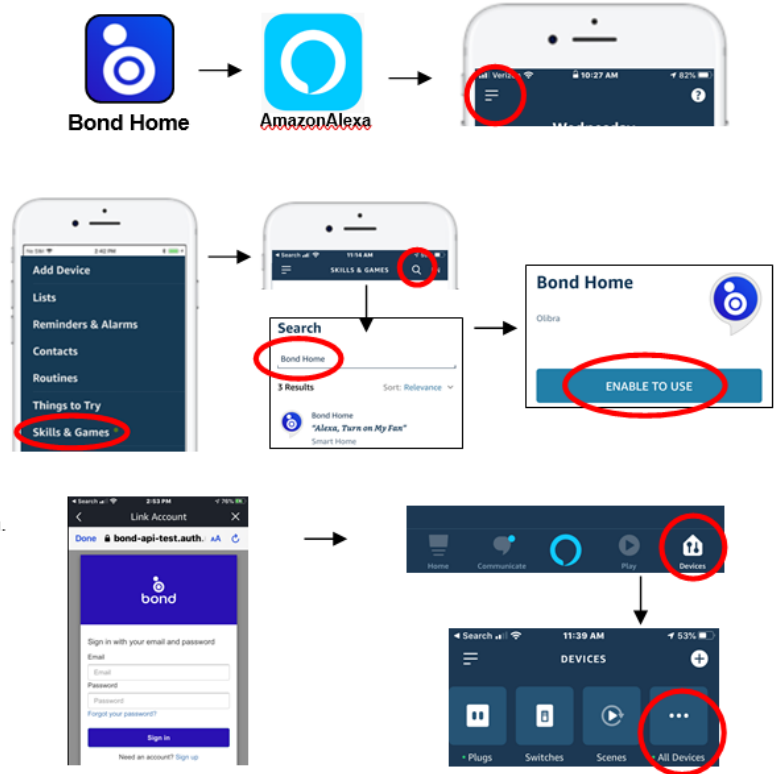 Bond Home
AmazonAlexa
Verizon 10:27 AM 82%
?
2:42 PM
Add Device
Lists
Reminders & Alarms
Contacts
Routines
Things to Try
Skills & Games
Search 11:14 AM
SKILLS & GAMES
Search
Bond Home
3 Results Sort: Relevance
Bond Home
"Alexa, Turn on My Fan"
Smart Home
Bond Home
Olibra
ENABLE TO USE
Search 2:53 PM 76%
Link Account
Done bond-api-test.auth. AA
bond
Sign in with your email and password
Email
Email
Password
Password
Forgot your password?
Sign in
Need an account? Sign up
Home Communicate Play Devices
Search 11:39 AM 53%
DEVICES
Plugs Switches Scenes All Devices